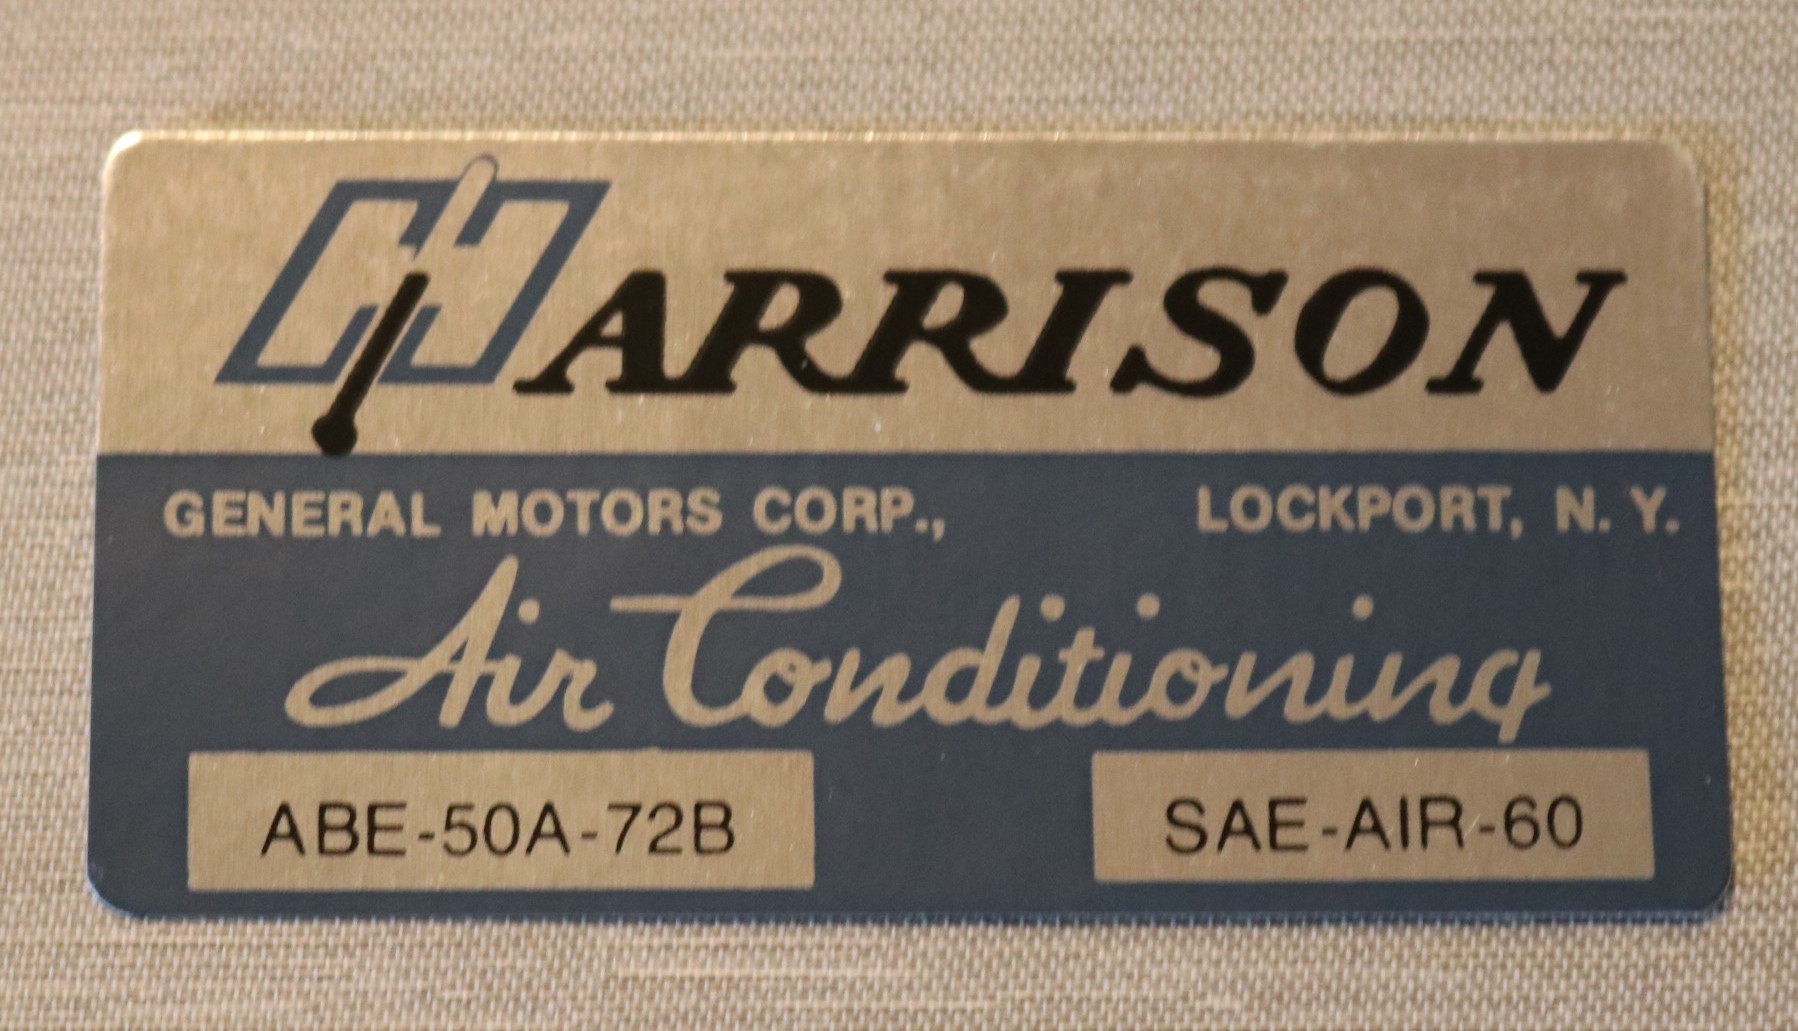 HARRISON
GENERAL MOTORS CORP., LOCKPORT, N. Y.
Air Conditioning
ABE-50A-72B SAE-AIR-60